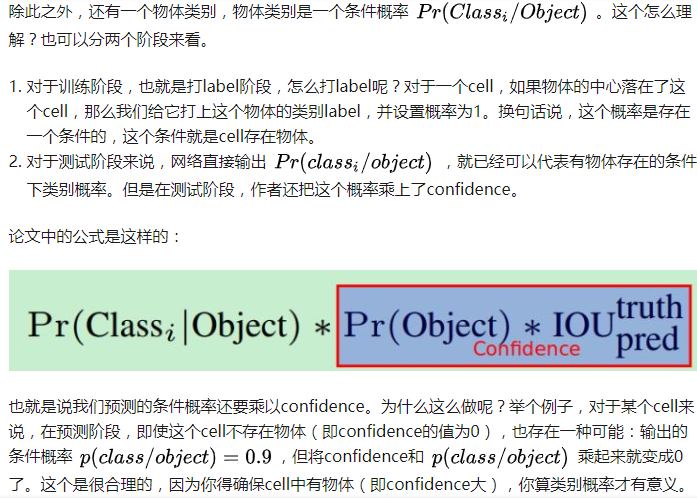 除此之外，还有一个物体类别，物体类别是一个条件概率 Pr(Class_i/Object) 。这个怎么理
解？也可以分两个阶段来看。
1. 对于训练阶段，也就是打label阶段，怎么打label呢？对于一个cell，如果物体的中心落在了这
个cell，那么我们给它打上这个物体的类别label，并设置概率为1。换句话说，这个概率是存在
一个条件的，这个条件就是cell存在物体。
2. 对于测试阶段来说，网络直接输出 Pr(class_i/object) ，就已经可以代表有物体存在的条件
下类别概率。但是在测试阶段，作者还把这个概率乘上了confidence。
论文中的公式是这样的：
Pr(Class_i|Object) * Pr(Object) * IOU^truth_pred
Confidence
也就是说我们预测的条件概率还要乘以confidence。为什么这么做呢？举个例子，对于某个cell来
说，在预测阶段，即使这个cell不存在物体（即confidence的值为0），也存在一种可能：输出的
条件概率 p(class/object) = 0.9 ，但将confidence和 p(class/object) 乘起来就变成0
了。这个是很合理的，因为你得确保cell中有物体（即confidence大），你算类别概率才有意义。